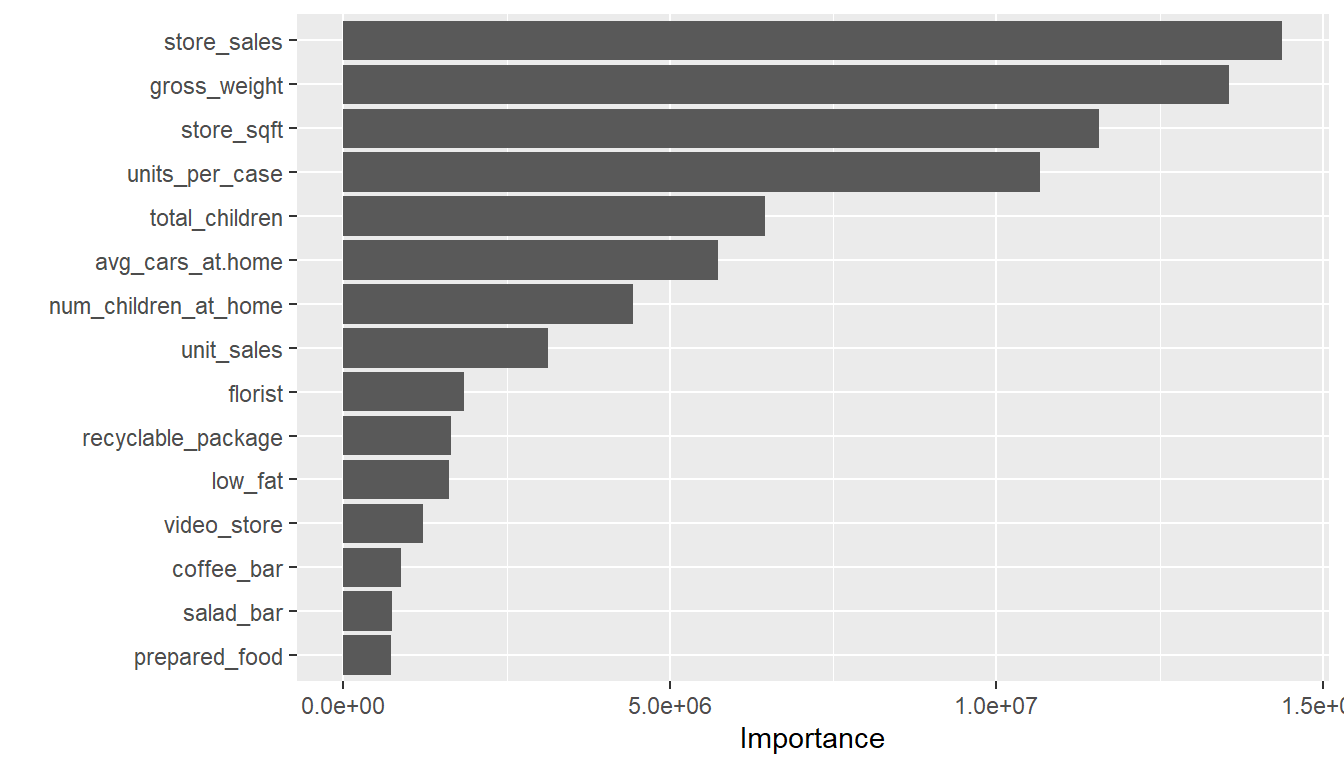 store_sales
gross_weight
store_sqft
units_per_case
total_children
avg_cars_at.home
num_children_at_home
unit_sales
florist
recyclable_package
low_fat
video_store
coffee_bar
salad_bar
prepared_food
0.0e+00 5.0e+06 1.0e+07
Importance